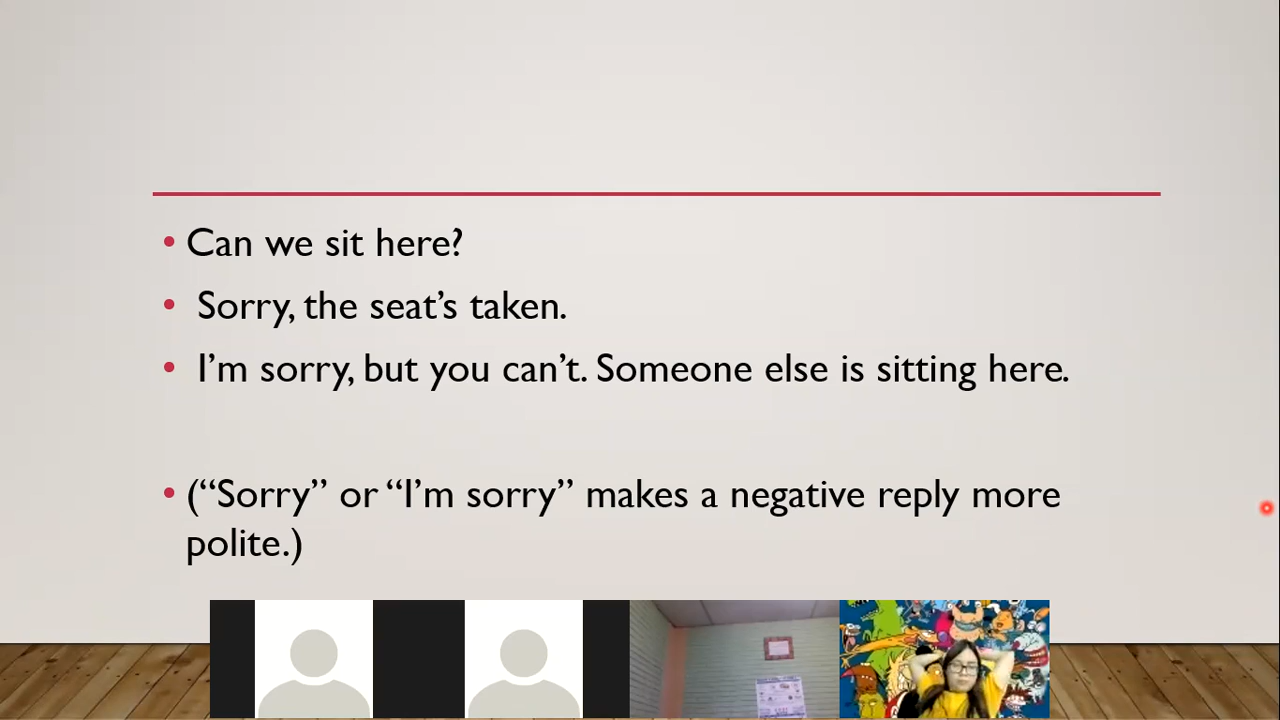 Can we sit here?
Sorry, the seat’s taken.
I’m sorry, but you can’t. Someone else is sitting here.
(“Sorry” or “I’m sorry” makes a negative reply more
polite.)